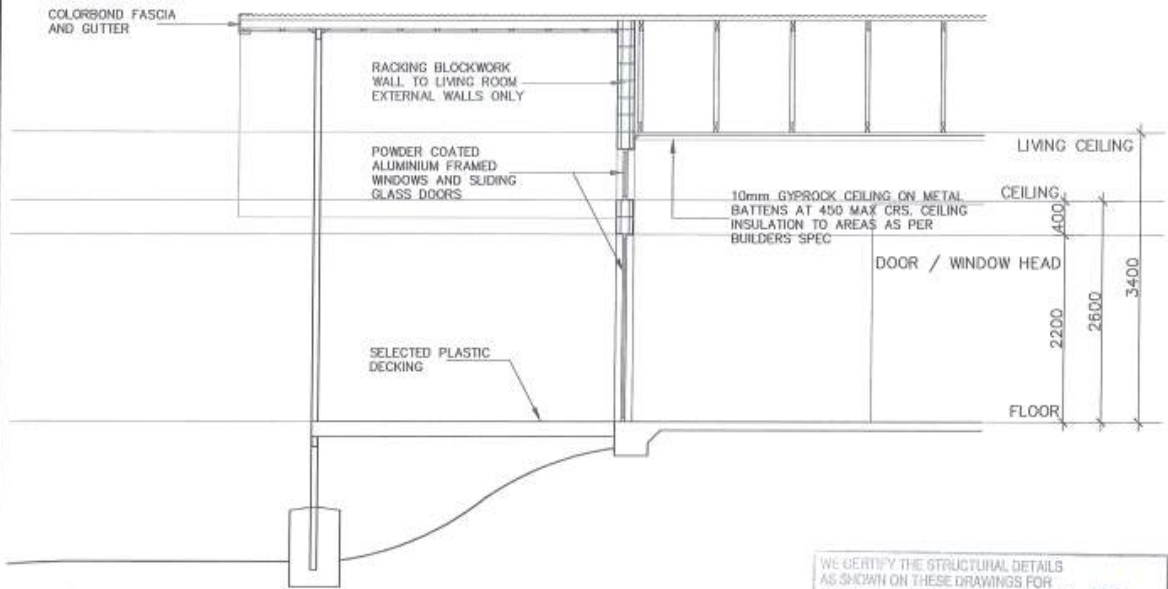 COLORBOND FASCIA
AND GUTTER
RACKING BLOCKWORK
WALL TO LIVING ROOM
EXTERNAL WALLS ONLY
POWDER COATED
ALUMINIUM FRAMED
WINDOWS AND SLIDING
GLASS DOORS
LIVING CEILING
10mm GYPROCK CEILING ON METAL
BATTENS AT 450 MAX CRS. CEILING
INSULATION TO AREAS AS PER
BUILDERS SPEC
CEILING
400
DOOR / WINDOW HEAD
2200
2600
3400
SELECTED PLASTIC
DECKING
FLOOR
WE CERTIFY THE STRUCTURAL DETAILS
AS SHOWN ON THESE DRAWINGS FOR